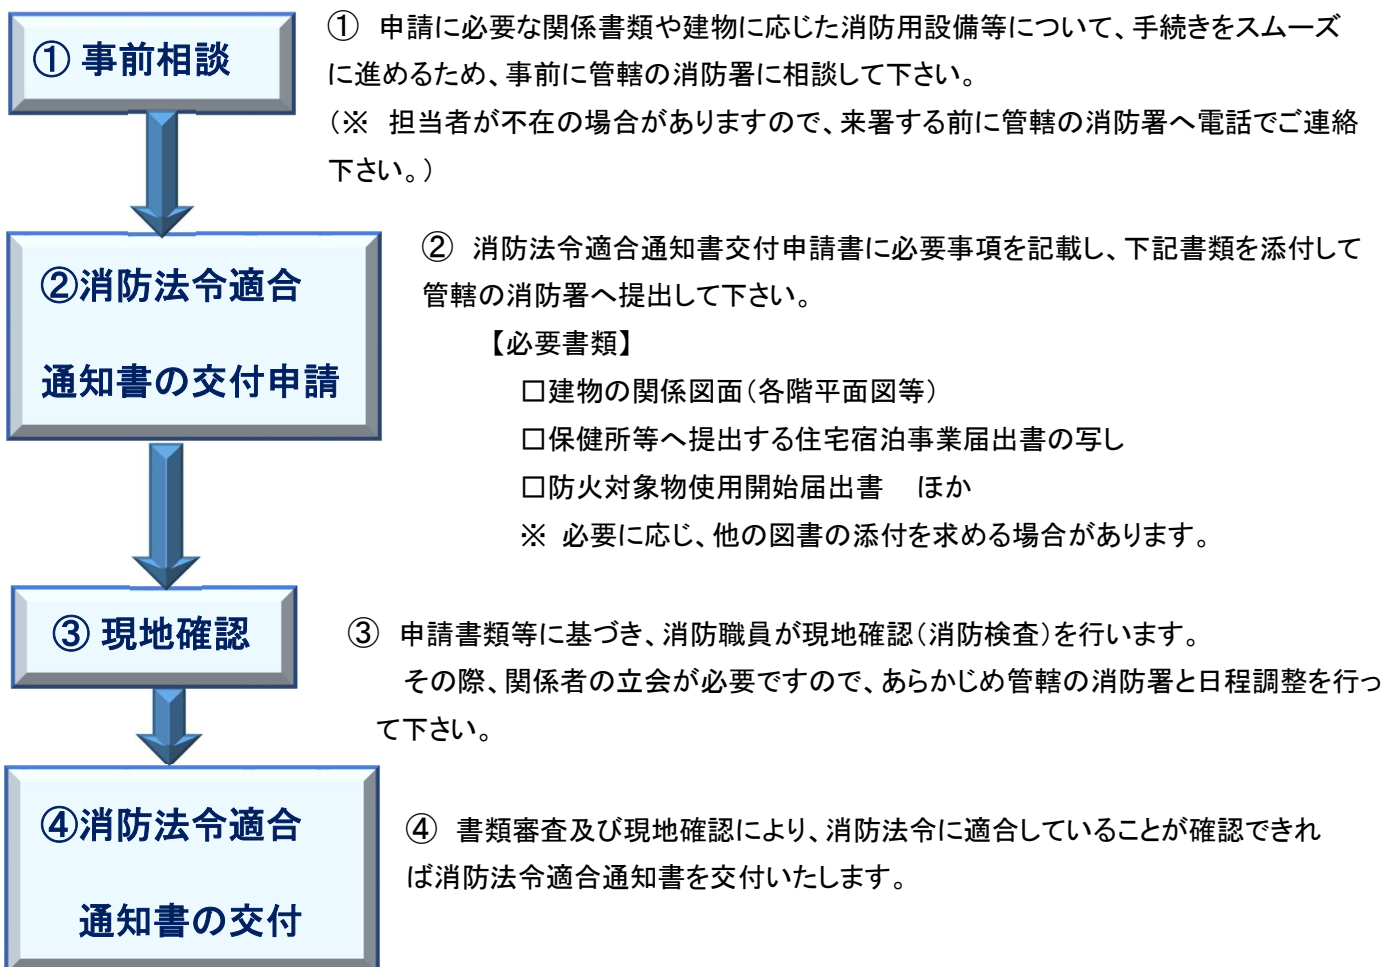 ① 事前相談
① 申請に必要な関係書類や建物に応じた消防用設備等について、手続きをスムーズ
に進めるため、事前に管轄の消防署に相談して下さい。
(※ 担当者が不在の場合がありますので、来署する前に管轄の消防署へ電話でご連絡
下さい。)
②消防法令適合
通知書の交付申請
② 消防法令適合通知書交付申請書に必要事項を記載し、下記書類を添付して
管轄の消防署へ提出して下さい。
【必要書類】
□建物の関係図面(各階平面図等)
□保健所等へ提出する住宅宿泊事業届出書の写し
□防火対象物使用開始届出書 ほか
※ 必要に応じ、他の図書の添付を求める場合があります。
③ 現地確認
③ 申請書類等に基づき、消防職員が現地確認(消防検査)を行います。
その際、関係者の立会が必要ですので、あらかじめ管轄の消防署と日程調整を行っ
て下さい。
④消防法令適合
通知書の交付
④ 書類審査及び現地確認により、消防法令に適合していることが確認できれ
ば消防法令適合通知書を交付いたします。